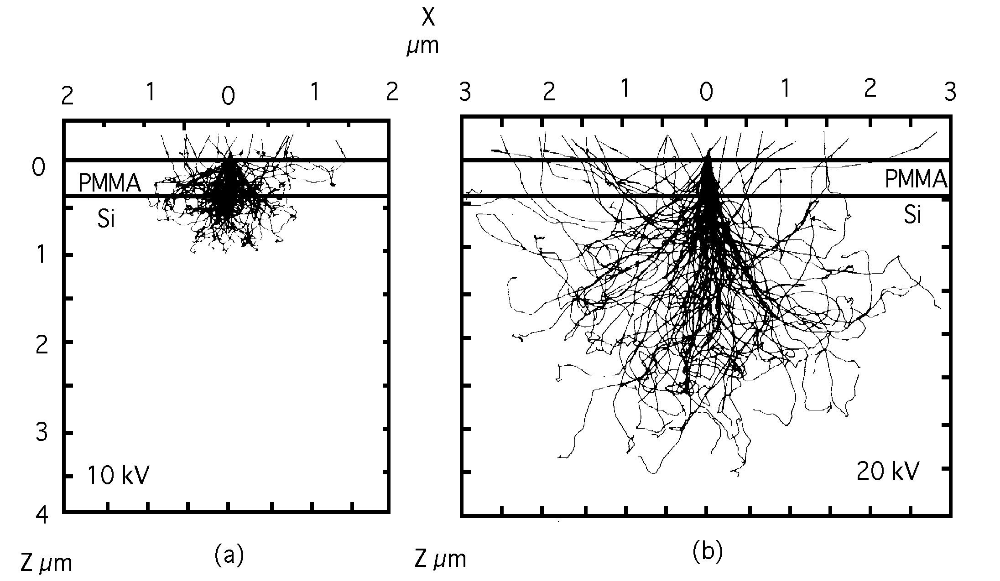 X
µm
2 1 0 1 2
3 2 1 0 1 2 3
0
PMMA
Si
1
2
3
10 kV
4
Z µm
(a)
PMMA
Si
20 kV
Z µm
(b)